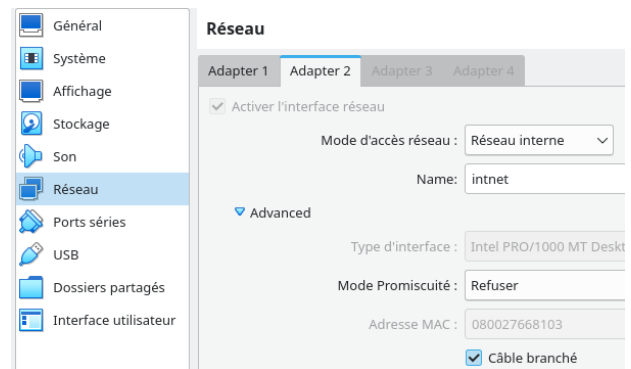 Général
Système
Affichage
Stockage
Son
Réseau
Ports séries
USB
Dossiers partagés
Interface utilisateur
Réseau
Adapter 1 Adapter 2 Adapter 3 Adapter 4
Activer l'interface réseau
Mode d'accès réseau : Réseau interne
Name: intnet
Advanced
Type d'interface : Intel PRO/1000 MT Deskt
Mode Promiscuité : Refuser
Adresse MAC : 080027668103
Câble branché